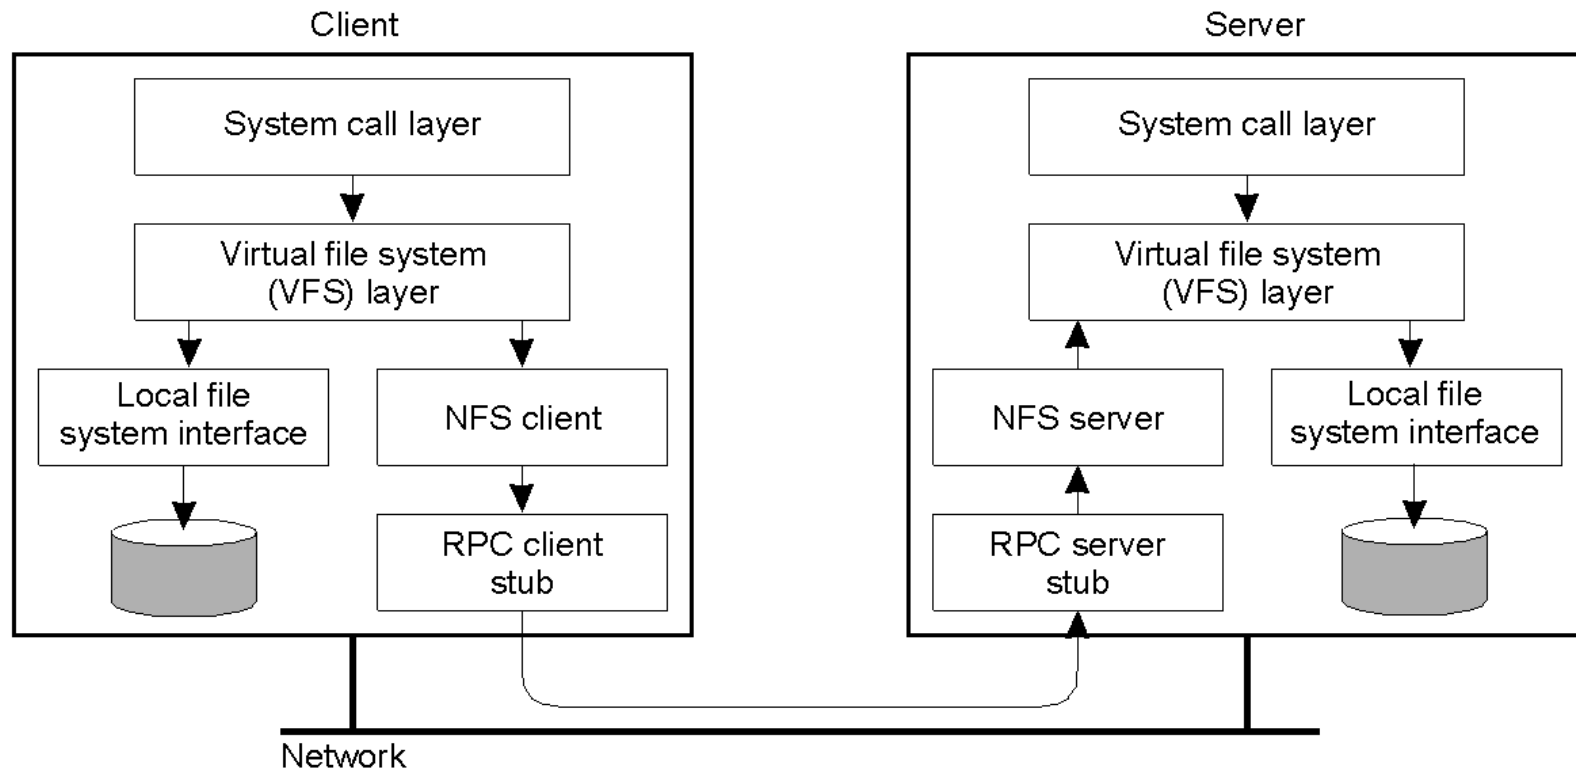 Client
System call layer
Virtual file system
(VFS) layer
Local file
system interface
NFS client
RPC client
stub
Server
System call layer
Virtual file system
(VFS) layer
NFS server
Local file
system interface
RPC server
stub
Network